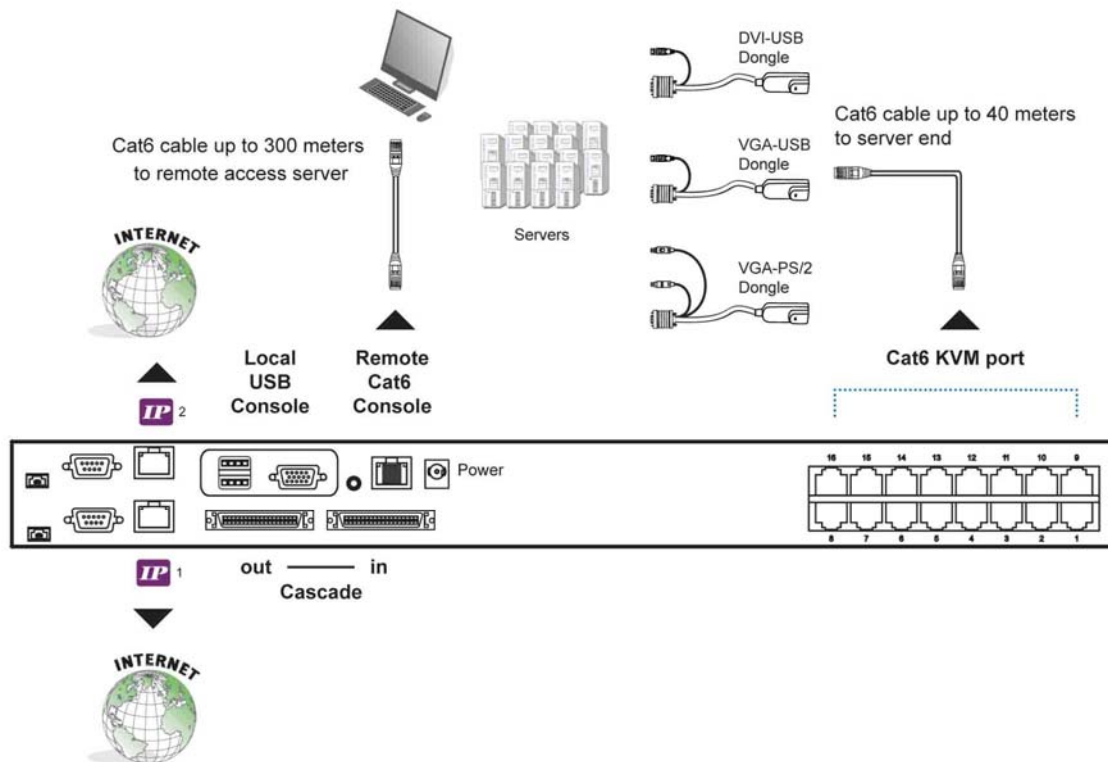 DVI-USB
Dongle
Cat6 cable up to 300 meters
to remote access server
Cat6 cable up to 40 meters
to server end
VGA-USB
Dongle
Servers
INTERNET
VGA-PS/2
Dongle
Local
USB
Console
Remote
Cat6
Console
Cat6 KVM port
IP 2
Power
16 15 14 13 12 11 10 9
8 7 6 5 4 3 2 1
IP 1
out in
Cascade
INTERNET